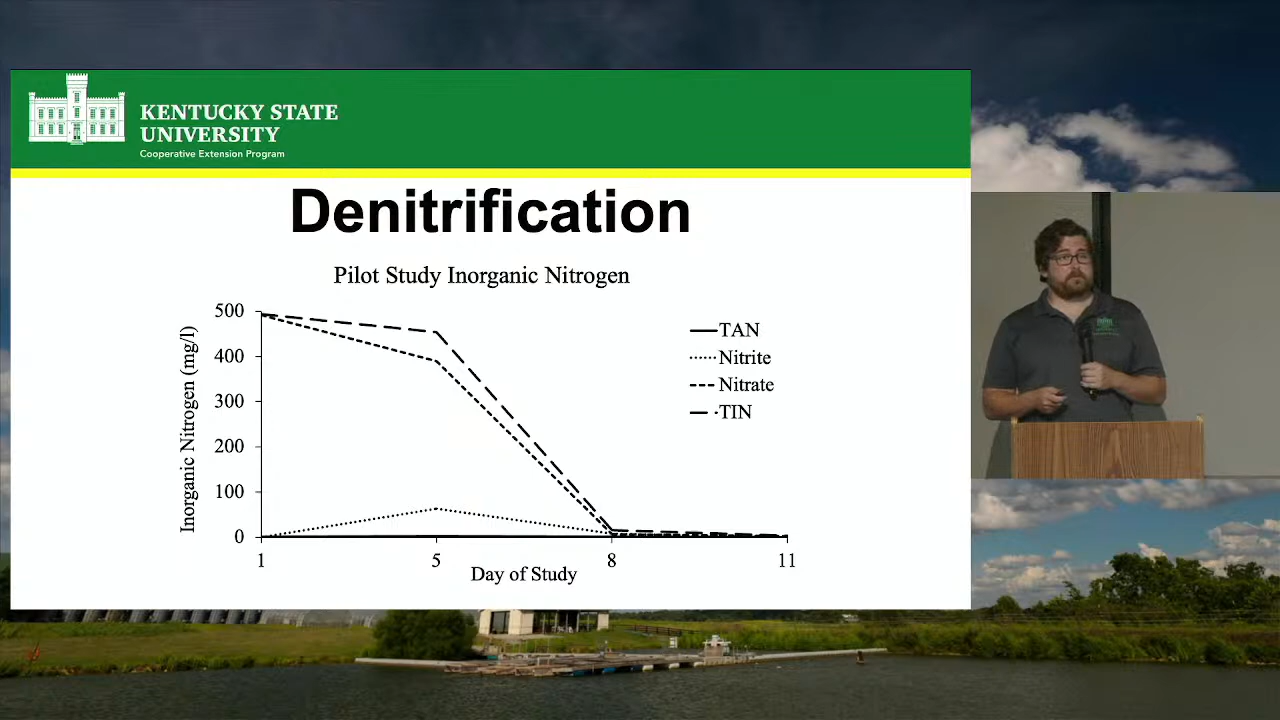 KENTUCKY STATE
UNIVERSITY
Cooperative Extension Program
Denitrification
Pilot Study Inorganic Nitrogen
Inorganic Nitrogen (mg/l)
500
400
300
200
100
0
1
5
8
11
Day of Study
TAN
Nitrite
Nitrate
TIN